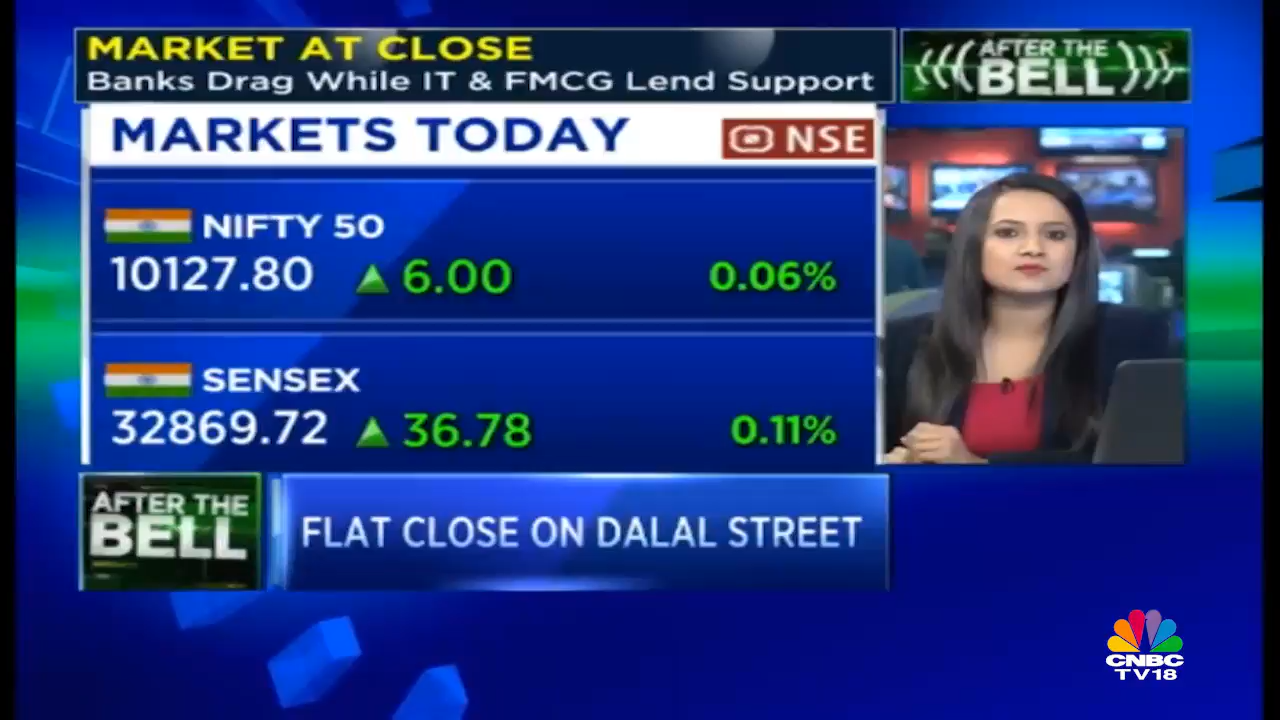 MARKET AT CLOSE
Banks Drag While IT & FMCG Lend Support
AFTER THE
BELL
MARKETS TODAY
NSE
NIFTY 50
10127.80 ▲ 6.00 0.06%
SENSEX
32869.72 ▲ 36.78 0.11%
AFTER THE
BELL
FLAT CLOSE ON DALAL STREET
CNBC
TV18